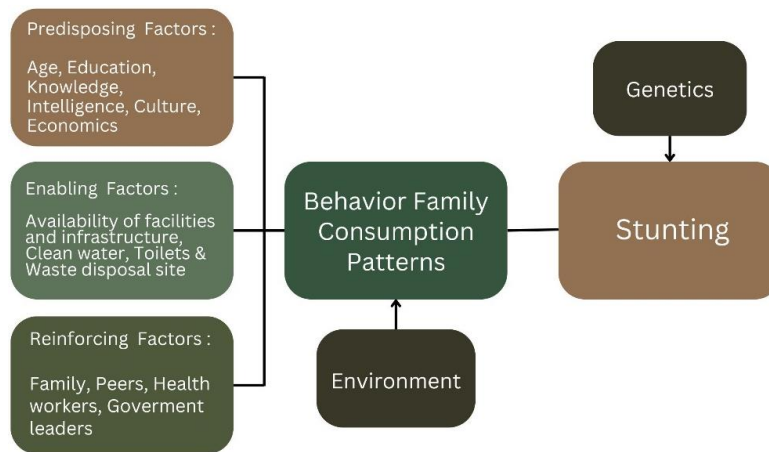 Predisposing Factors :
Age, Education,
Knowledge,
Intelligence, Culture,
Economics
Enabling Factors :
Availability of facilities
and infrastructure,
Clean water, Toilets &
Waste disposal site
Reinforcing Factors :
Family, Peers, Health
workers, Goverment
leaders
Behavior Family
Consumption
Patterns
Environment
Genetics
Stunting